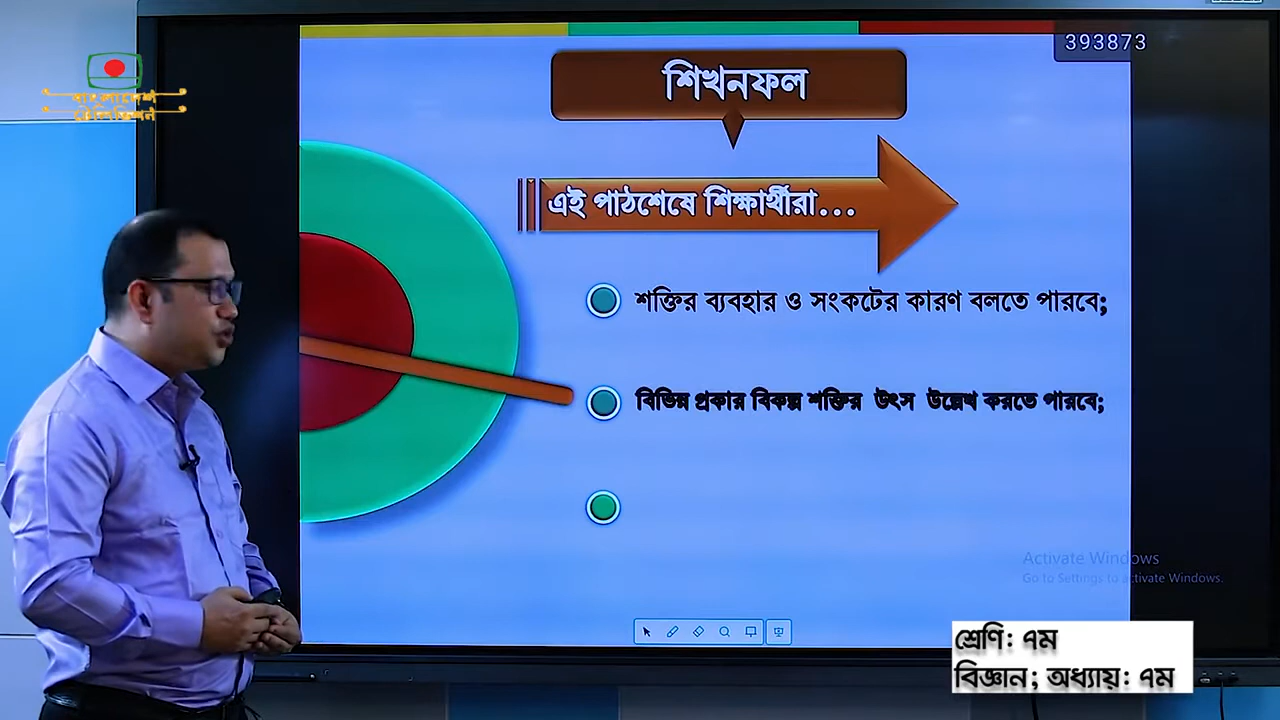 393873
বাংলাদেশ
টেলিভিশন
শিখনফল
এই পাঠশেষে শিক্ষার্থীরা...
শক্তির ব্যবহার ও সংকটের কারণ বলতে পারবে;
বিভিন্ন প্রকার বিকল্প শক্তির উৎস উল্লেখ করতে পারবে;
Activate Windows
Go to Settings to activate Windows.
শ্রেণি: ৭ম
বিজ্ঞান; অধ্যায়: ৭ম